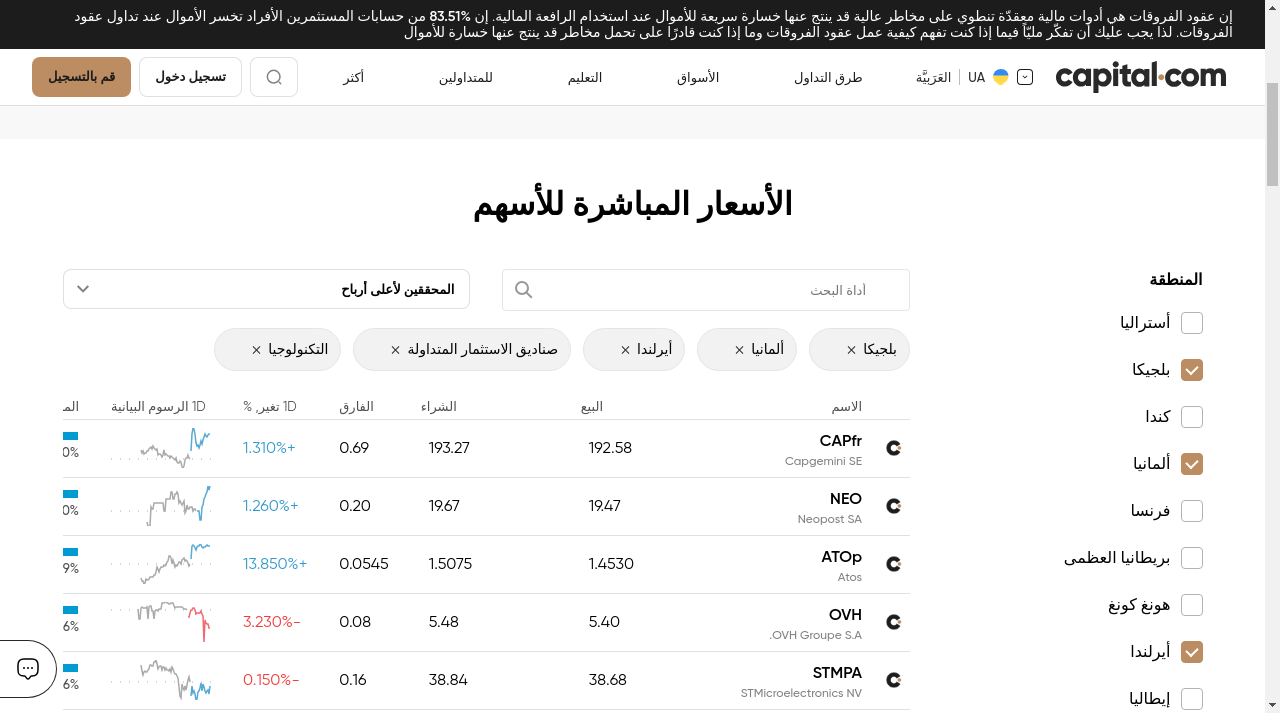 إن عقود الفروقات هي أدوات مالية معقدّة تنطوي على مخاطر عالية قد ينتج عنها خسارة سريعة للأموال عند استخدام الرافعة المالية. إن 83.51% من حسابات المستثمرين الأفراد تخسر الأموال عند تداول عقود
الفروقات. لذا يجب عليك أن تفكّر مليّاً فيما إذا كنت تفهم كيفية عمل عقود الفروقات وما إذا كنت قادرًا على تحمل مخاطر قد ينتج عنها خسارة للأموال
capital.com
UA العَرَبيَّة
طرق التداول
الأسواق
التعليم
للمتداولين
أكثر
تسجيل دخول
قم بالتسجيل
الأسعار المباشرة للأسهم
المنطقة
أستراليا
بلجيكا
كندا
ألمانيا
فرنسا
بريطانيا العظمى
هونغ كونغ
أيرلندا
إيطاليا
أداة البحث
المحققين لأعلى أرباح
بلجيكا ×
ألمانيا ×
أيرلندا ×
صناديق الاستثمار المتداولة ×
التكنولوجيا ×
الاسم البيع الشراء الفارق 1D تغير, % 1D الرسوم البيانية
CAPfr 192.58 193.27 0.69 1.310%+ 0%
Capgemini SE
NEO 19.47 19.67 0.20 1.260%+ 0%
Neopost SA
ATOp 1.4530 1.5075 0.0545 13.850%+ 9%
Atos
OVH 5.40 5.48 0.08 3.230%- 6%
.OVH Groupe S.A
STMPA 38.68 38.84 0.16 0.150%- 6%
STMicroelectronics NV